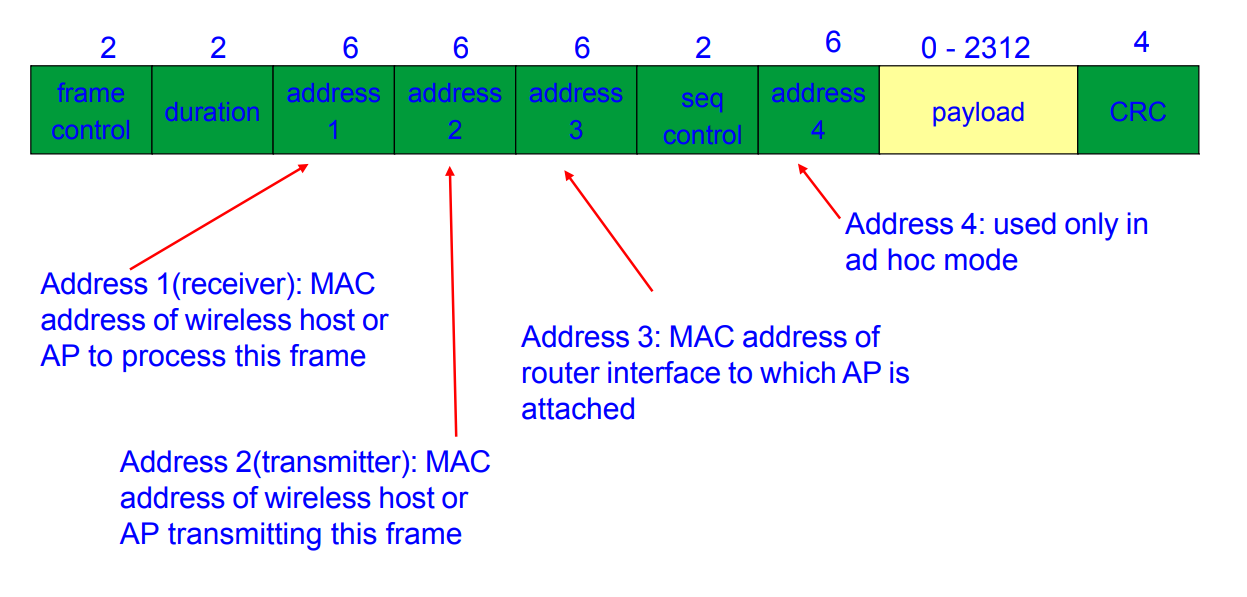 2 2 6 6 6 2 6 0 - 2312 4
frame control duration address 1 address 2 address 3 seq control address 4 payload CRC
Address 4: used only in
ad hoc mode
Address 1(receiver): MAC
address of wireless host or
AP to process this frame
Address 3: MAC address of
router interface to which AP is
attached
Address 2(transmitter): MAC
address of wireless host or
AP transmitting this frame